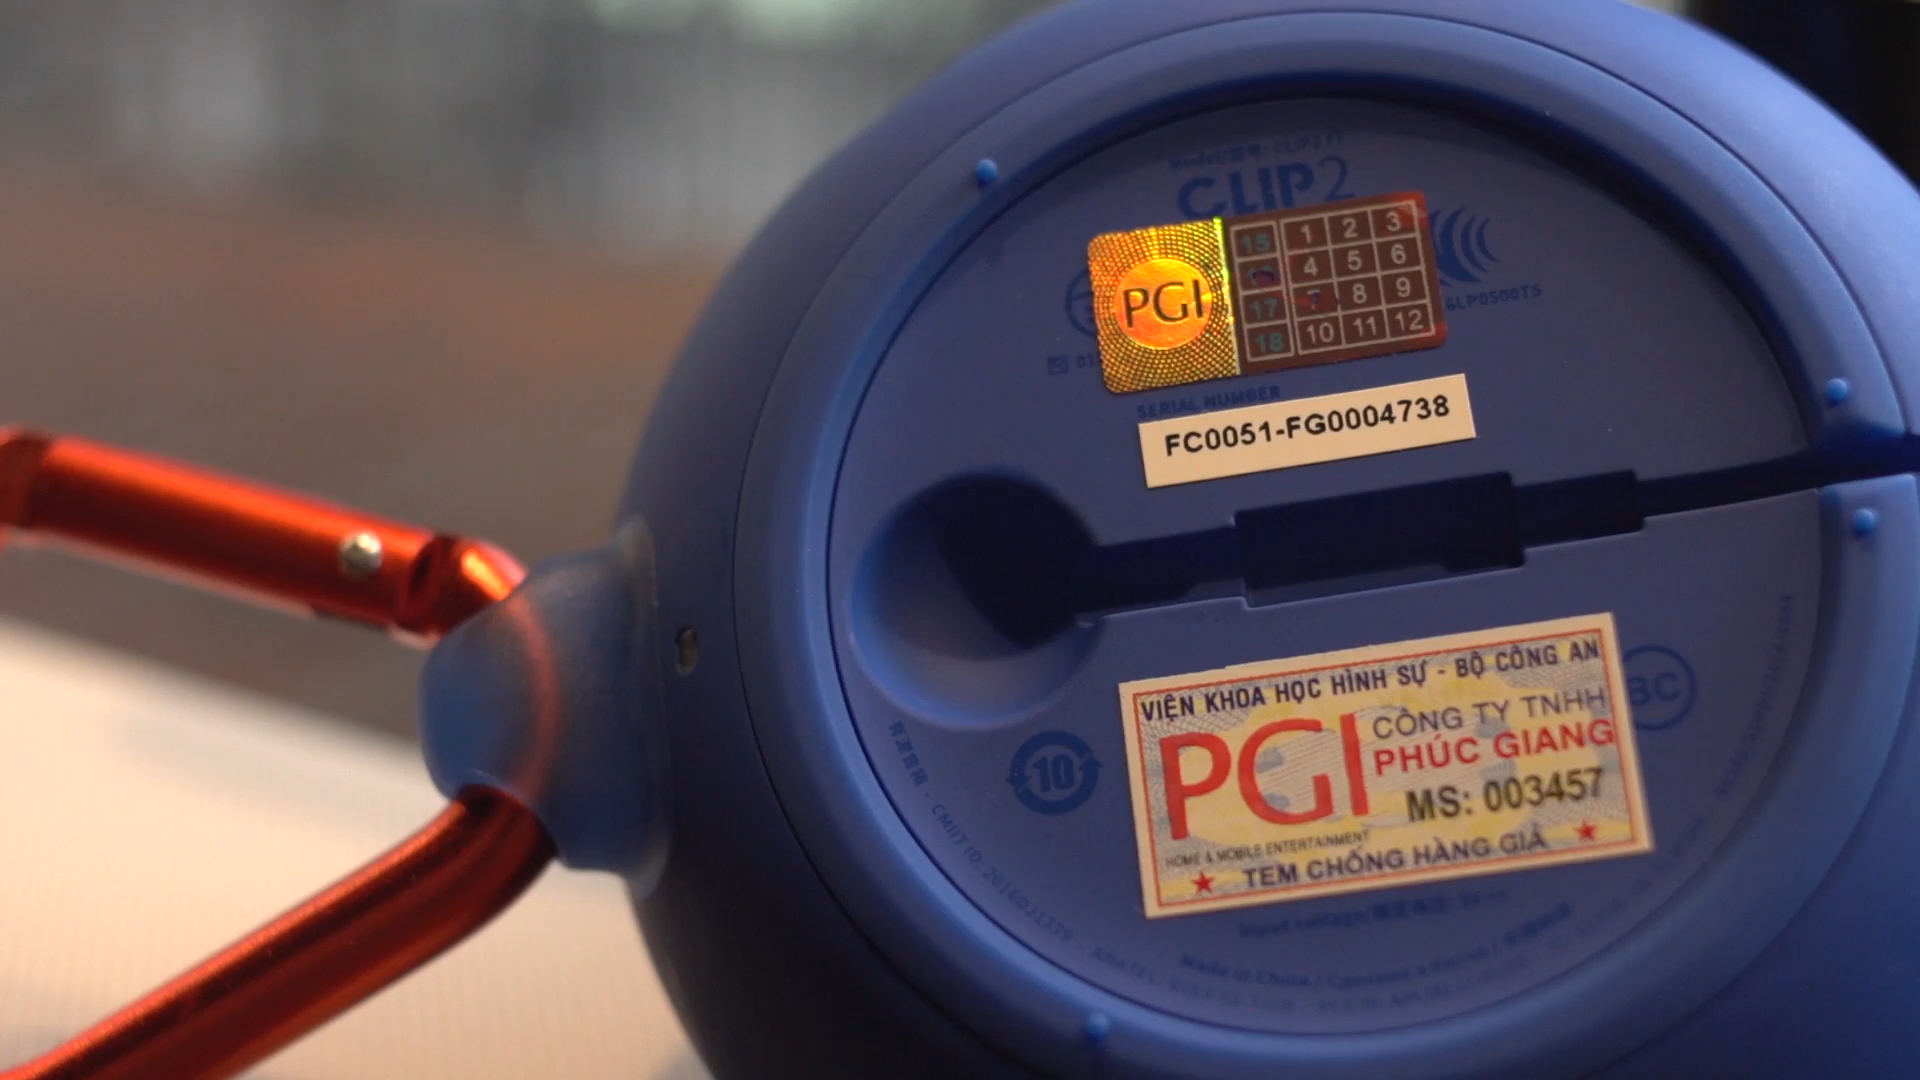 CLIP2
PGI
15 1 2 3
4 5 6
17 7 8 9
18 10 11 12
SERIAL NUMBER
FC0051-FG0004738
VIỆN KHOA HỌC HÌNH SỰ - BỘ CÔNG AN
PGI
CÔNG TY TNHH
PHÚC GIANG
MS: 003457
HOME & MOBILE ENTERTAINMENT
TEM CHỐNG HÀNG GIẢ
10
Made in China